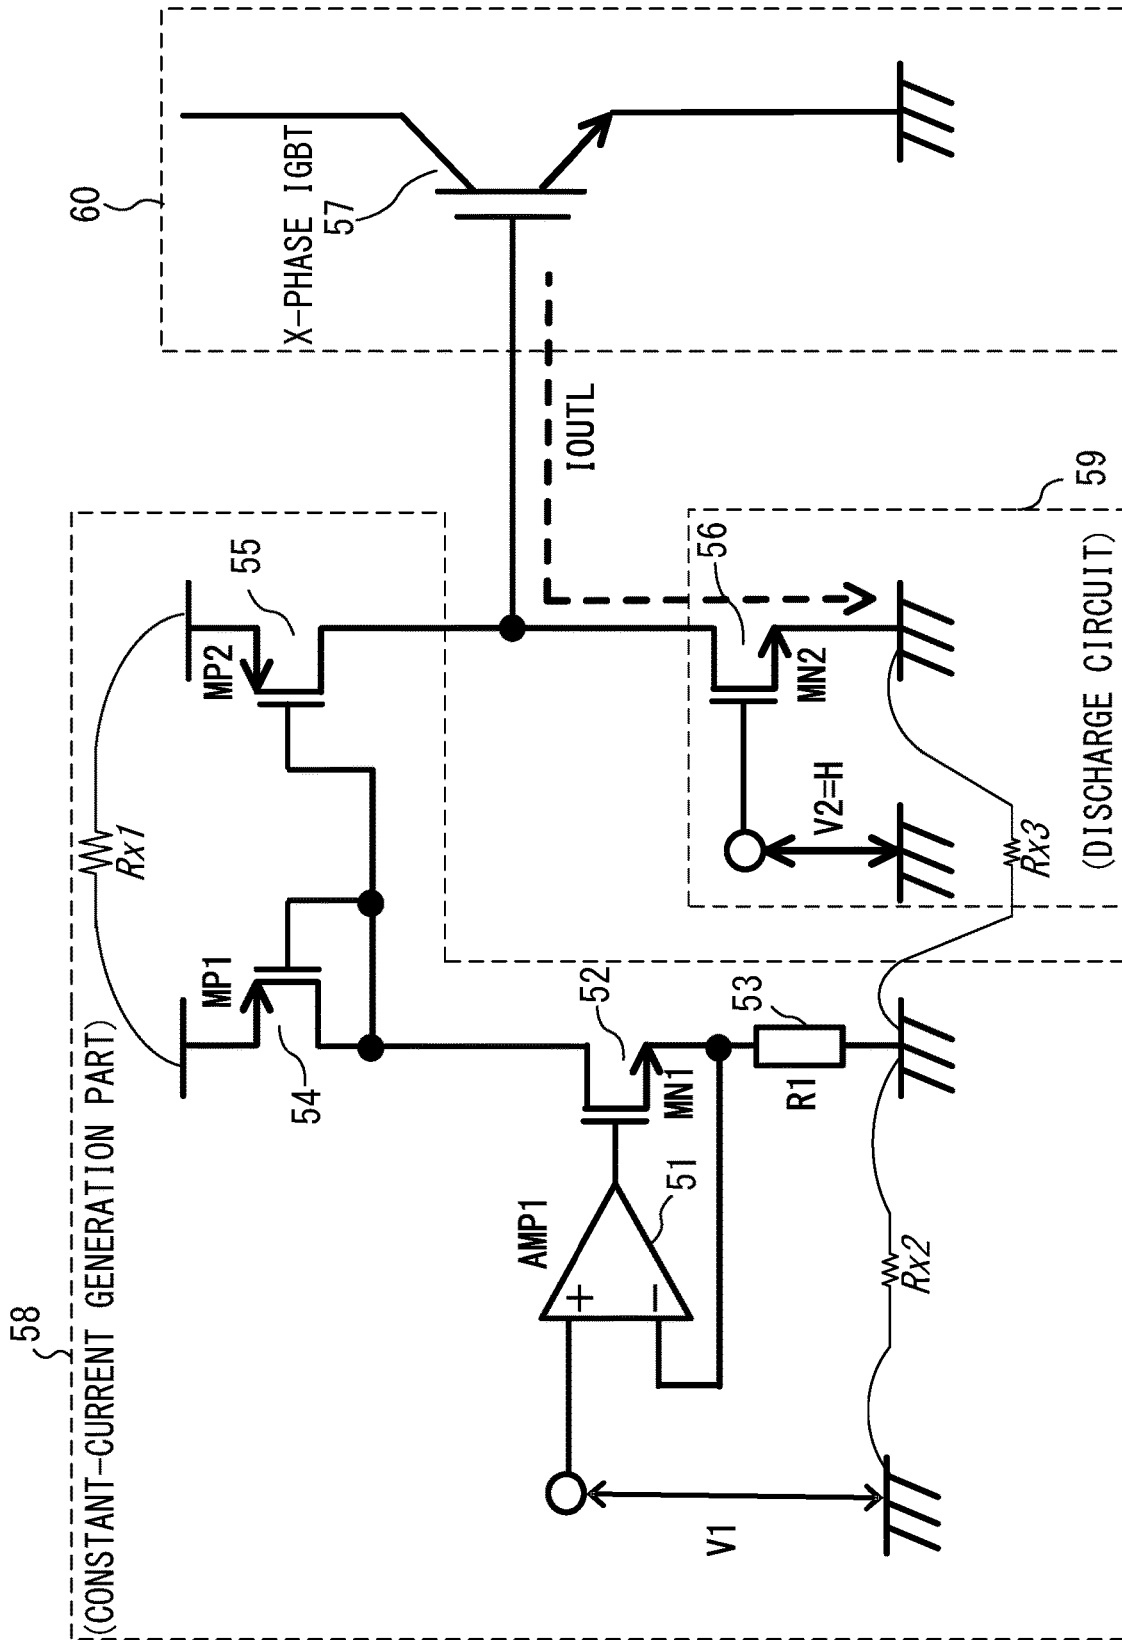 58
(CONSTANT-CURRENT GENERATION PART)
Rx1
MP1
54
MP2
55
60
X-PHASE IGBT
57
IOUTL
AMP1
+
−
51
52
MN1
53
R1
V1
Rx2
56
MN2
V2=H
59
(DISCHARGE CIRCUIT)
Rx3